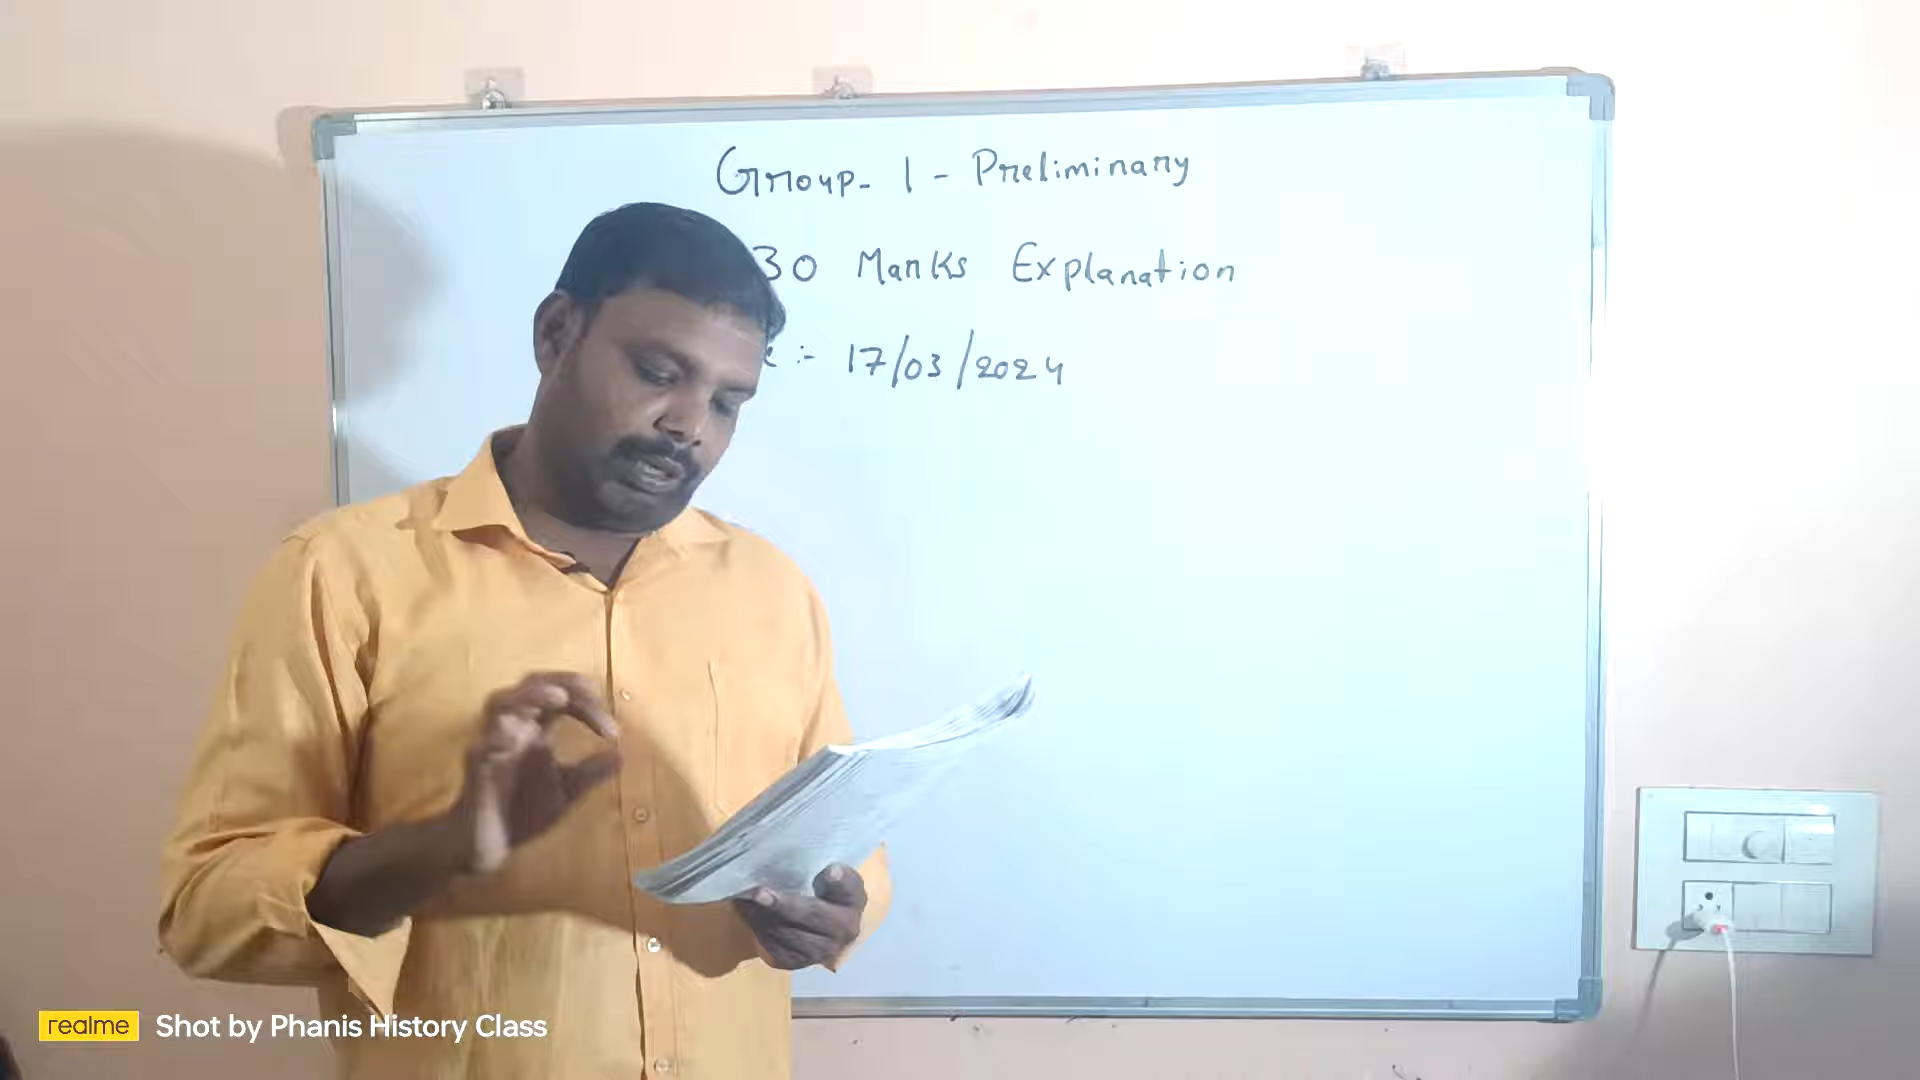 Group- 1 - Preliminary
30 Marks Explanation
:- 17/03/2024
realme Shot by Phanis History Class